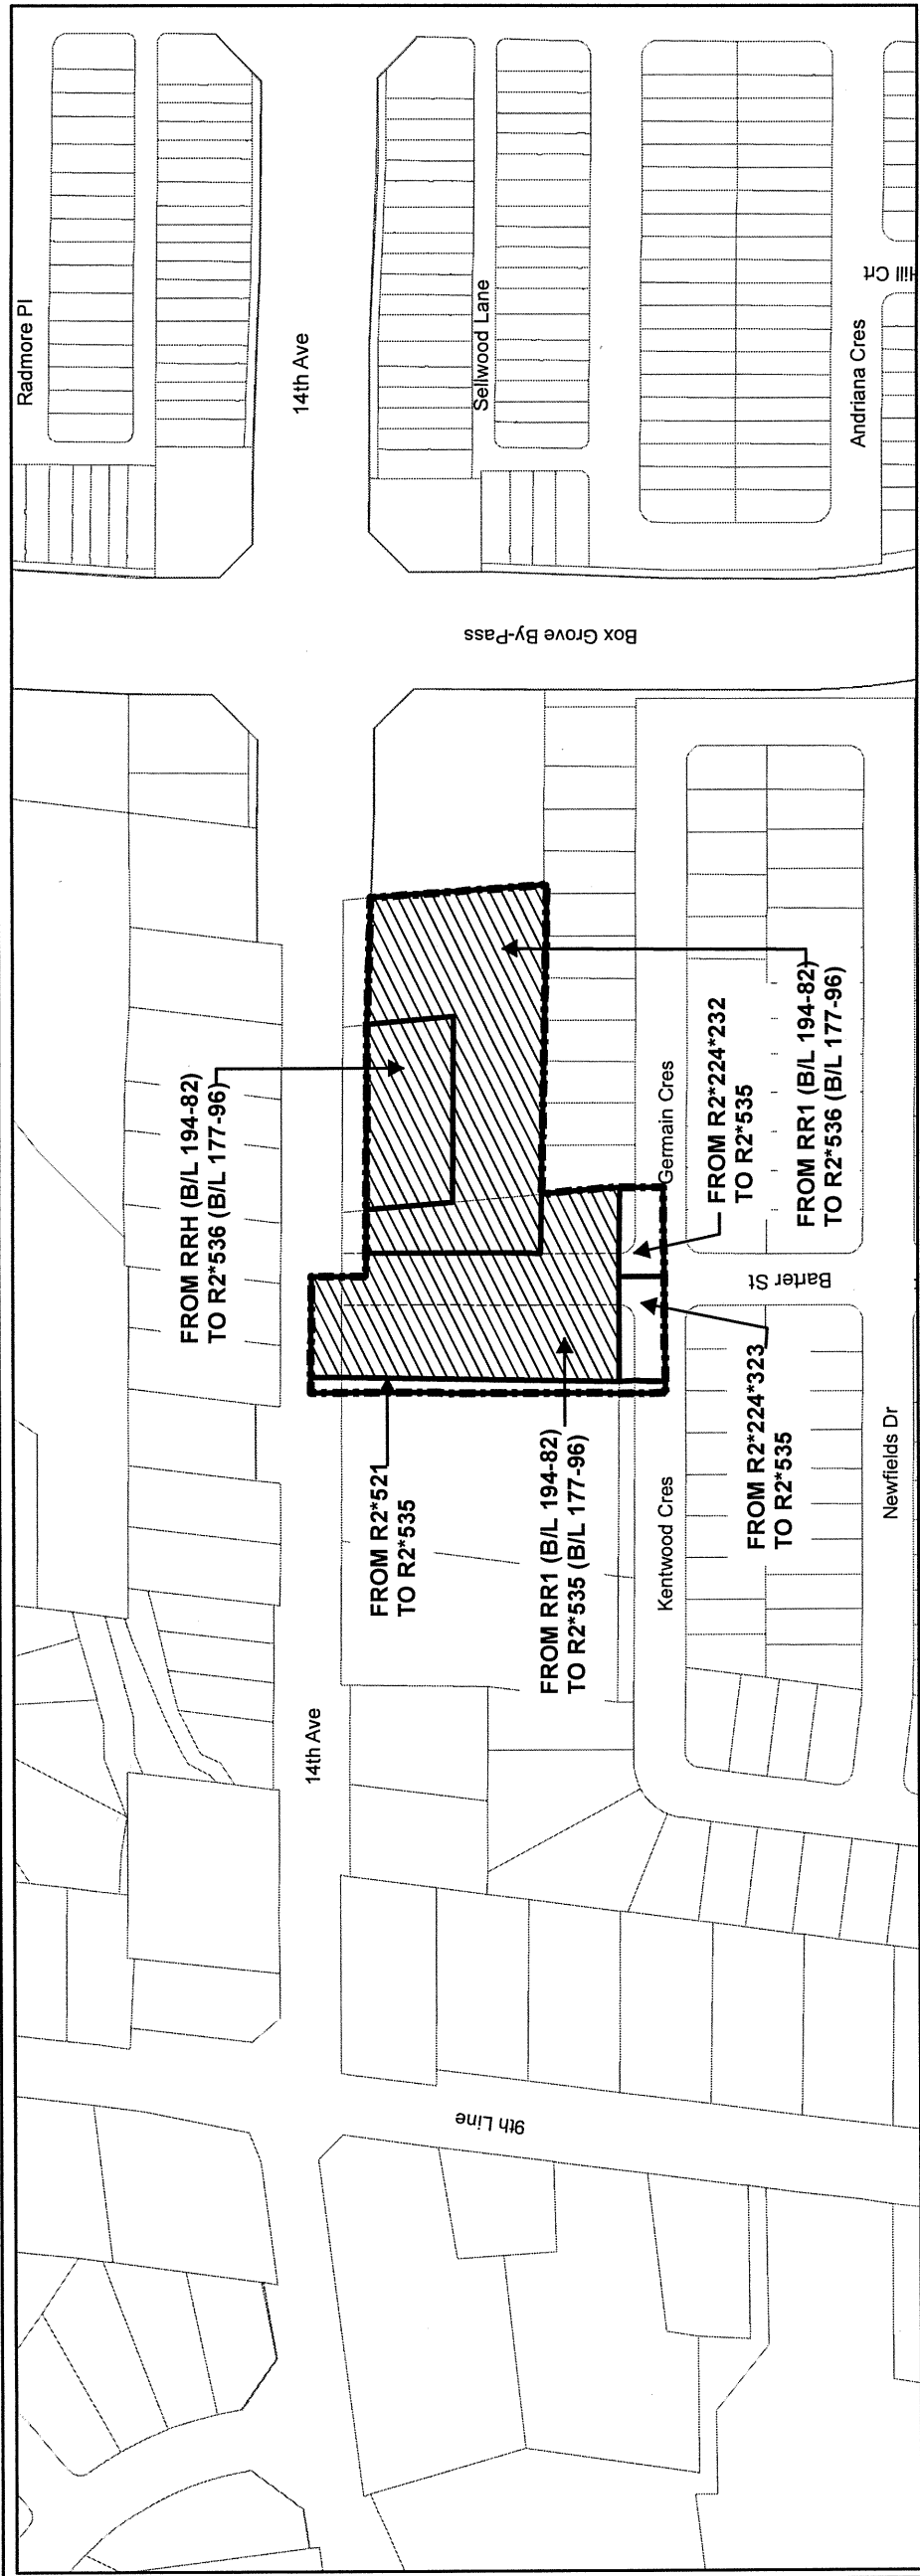 Radmore Pl
14th Ave
Sellwood Lane
Hill Crt
Andriana Cres
Box Grove By-Pass
FROM RRH (B/L 194-82)
TO R2*536 (B/L 177-96)
FROM R2*521
TO R2*535
FROM RR1 (B/L 194-82)
TO R2*535 (B/L 177-96)
FROM R2*224*323
TO R2*535
FROM R2*224*232
TO R2*535
FROM RR1 (B/L 194-82)
TO R2*536 (B/L 177-96)
Germain Cres
Barter St
Kentwood Cres
Newfields Dr
14th Ave
9th Line